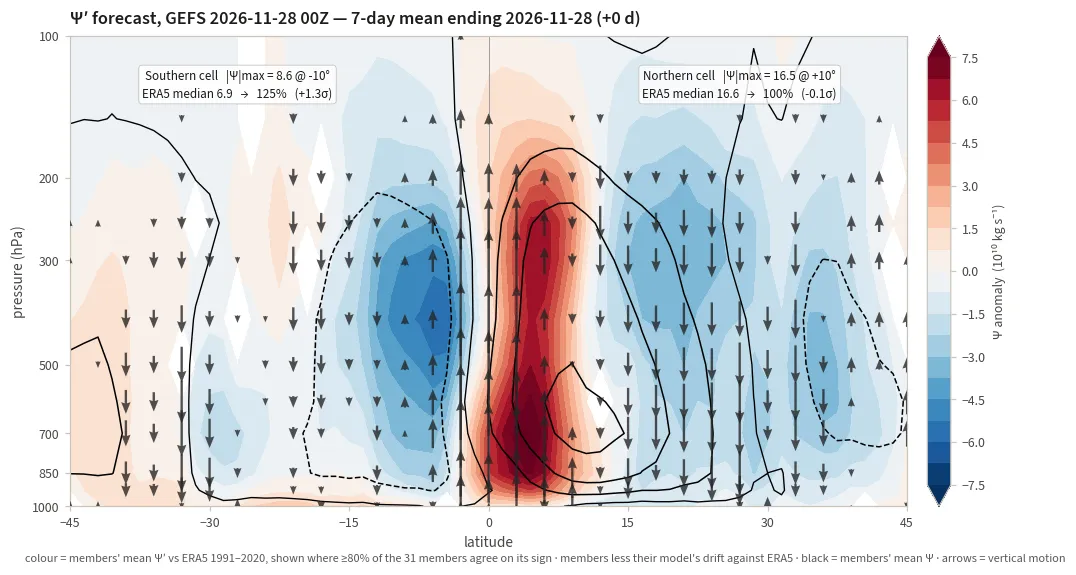 Ψ′ forecast, GEFS 2026-11-28 00Z — 7-day mean ending 2026-11-28 (+0 d)
Southern cell |Ψ|max = 8.6 @ -10°
ERA5 median 6.9 → 125% (+1.3σ)
Northern cell |Ψ|max = 16.5 @ +10°
ERA5 median 16.6 → 100% (-0.1σ)
pressure (hPa)
100
200
300
400
500
700
850
1000
−45
−30
−15
0
15
30
45
latitude
7.5
6.0
4.5
3.0
1.5
0.0
−1.5
−3.0
−4.5
−6.0
−7.5
Ψ anomaly (10¹⁰ kg s⁻¹)
colour = members' mean Ψ′ vs ERA5 1991–2020, shown where ≥80% of the 31 members agree on its sign · members less their model's drift against ERA5 · black = members' mean Ψ · arrows = vertical motion